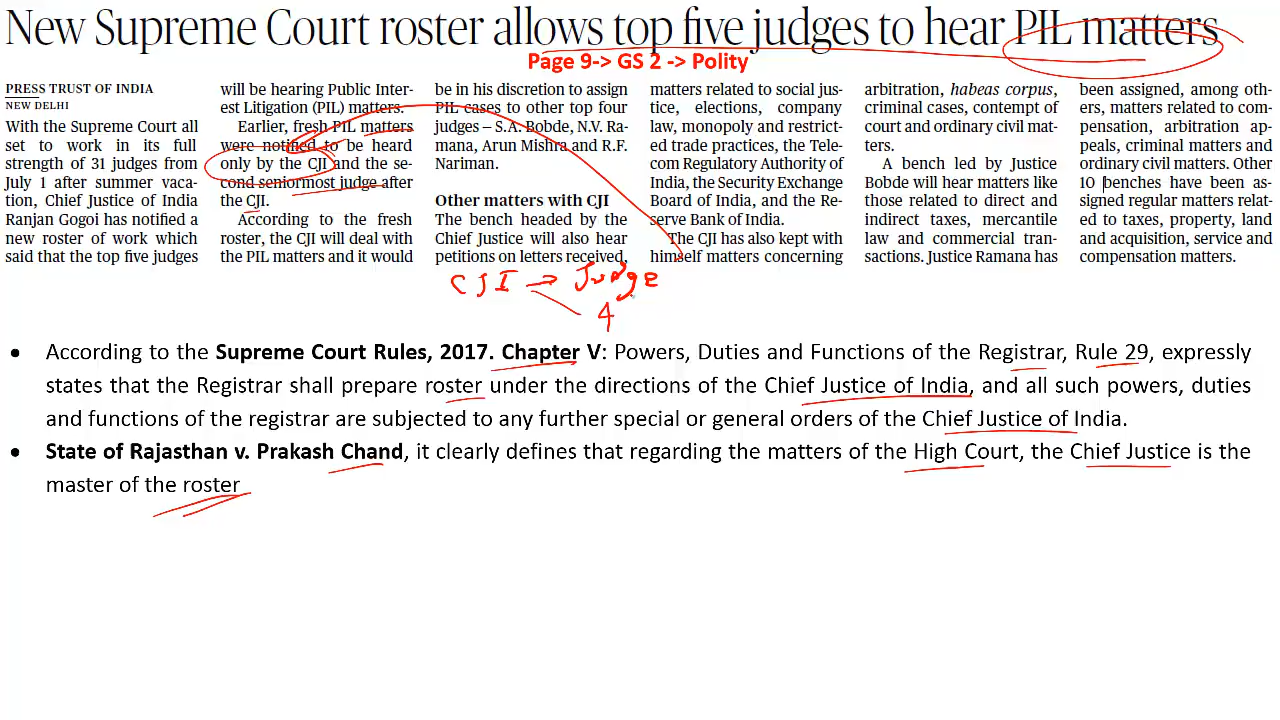 New Supreme Court roster allows top five judges to hear PIL matters
Page 9-> GS 2 -> Polity
PRESS TRUST OF INDIA
NEW DELHI
With the Supreme Court all
set to work in its full
strength of 31 judges from
July 1 after summer vaca-
tion, Chief Justice of India
Ranjan Gogoi has notified a
new roster of work which
said that the top five judges
will be hearing Public Inter-
est Litigation (PIL) matters.
Earlier, fresh PIL matters
were notified to be heard
only by the CJI and the se-
cond seniormost judge after
the CJI.
According to the fresh
roster, the CJI will deal with
the PIL matters and it would
be in his discretion to assign
PIL cases to other top four
judges – S.A. Bobde, N.V. Ra-
mana, Arun Mishra and R.F.
Nariman.
Other matters with CJI
The bench headed by the
Chief Justice will also hear
petitions on letters received,
matters related to social jus-
tice, elections, company
law, monopoly and restrict-
ed trade practices, the Tele-
com Regulatory Authority of
India, the Security Exchange
Board of India, and the Re-
serve Bank of India.
The CJI has also kept with
himself matters concerning
arbitration, habeas corpus,
criminal cases, contempt of
court and ordinary civil mat-
ters.
A bench led by Justice
Bobde will hear matters like
those related to direct and
indirect taxes, mercantile
law and commercial tran-
sactions. Justice Ramana has
been assigned, among oth-
ers, matters related to com-
pensation, arbitration ap-
peals, criminal matters and
ordinary civil matters. Other
10 benches have been as-
signed regular matters relat-
ed to taxes, property, land
and acquisition, service and
compensation matters.
CJI → Judge
4
• According to the Supreme Court Rules, 2017. Chapter V: Powers, Duties and Functions of the Registrar, Rule 29, expressly
states that the Registrar shall prepare roster under the directions of the Chief Justice of India, and all such powers, duties
and functions of the registrar are subjected to any further special or general orders of the Chief Justice of India.
• State of Rajasthan v. Prakash Chand, it clearly defines that regarding the matters of the High Court, the Chief Justice is the
master of the roster